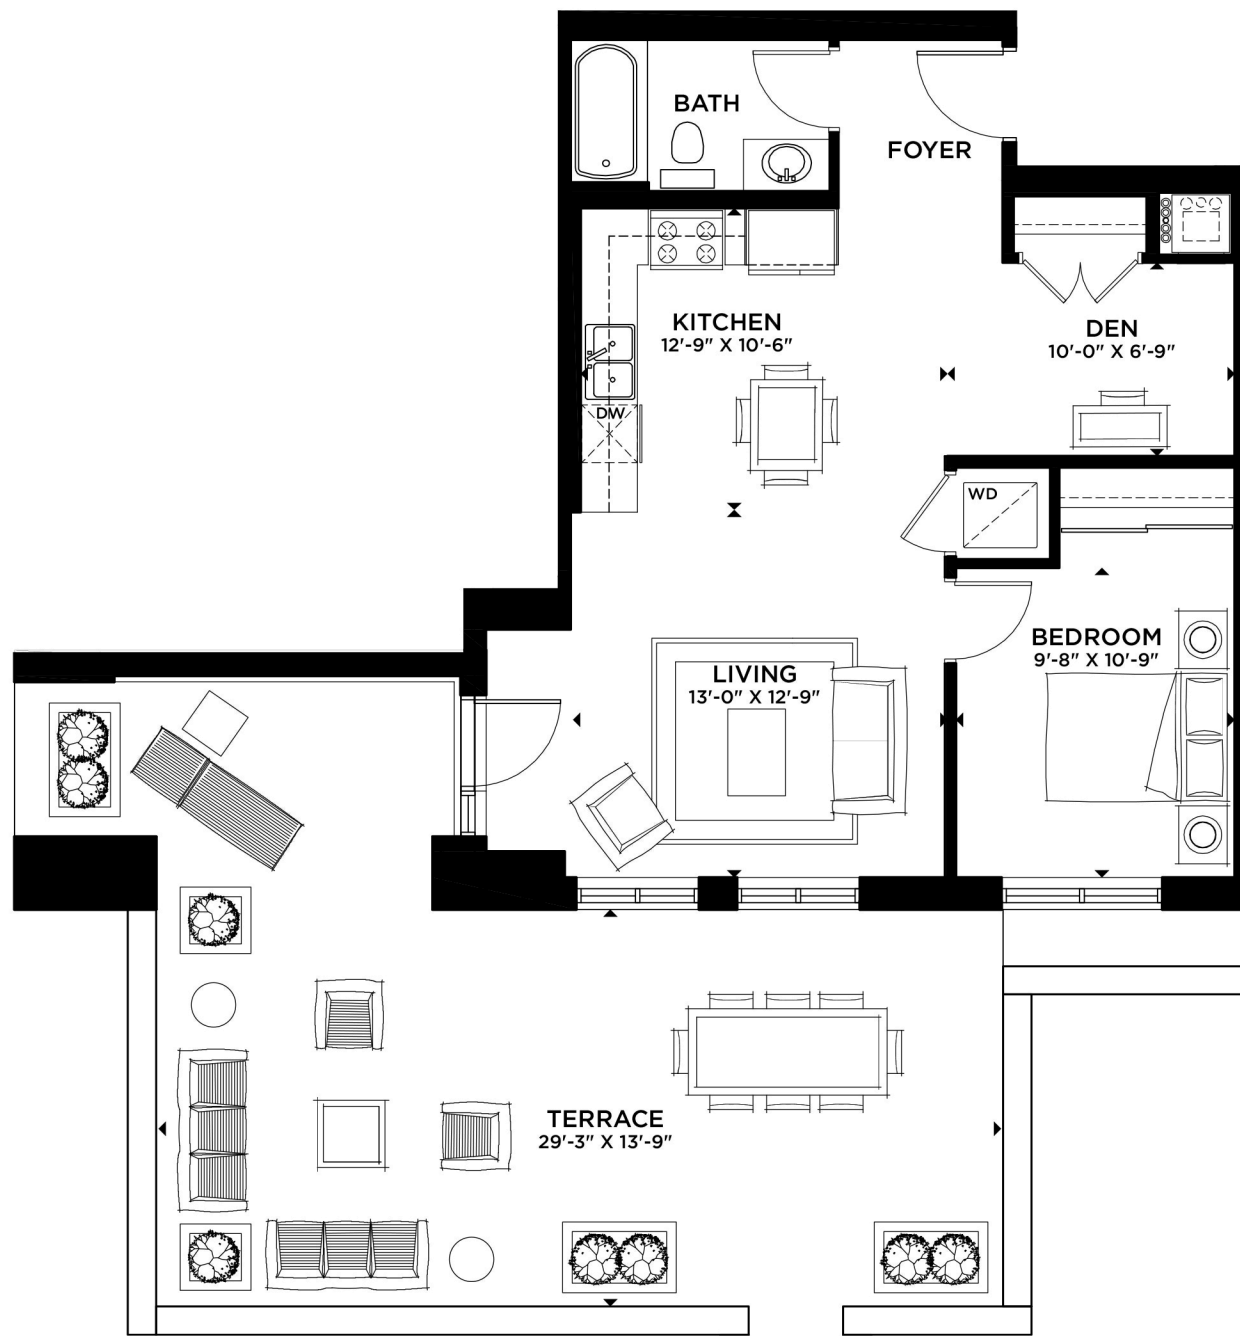 BATH
FOYER
KITCHEN
12'-9" X 10'-6"
DEN
10'-0" X 6'-9"
DW
WD
BEDROOM
9'-8" X 10'-9"
LIVING
13'-0" X 12'-9"
TERRACE
29'-3" X 13'-9"